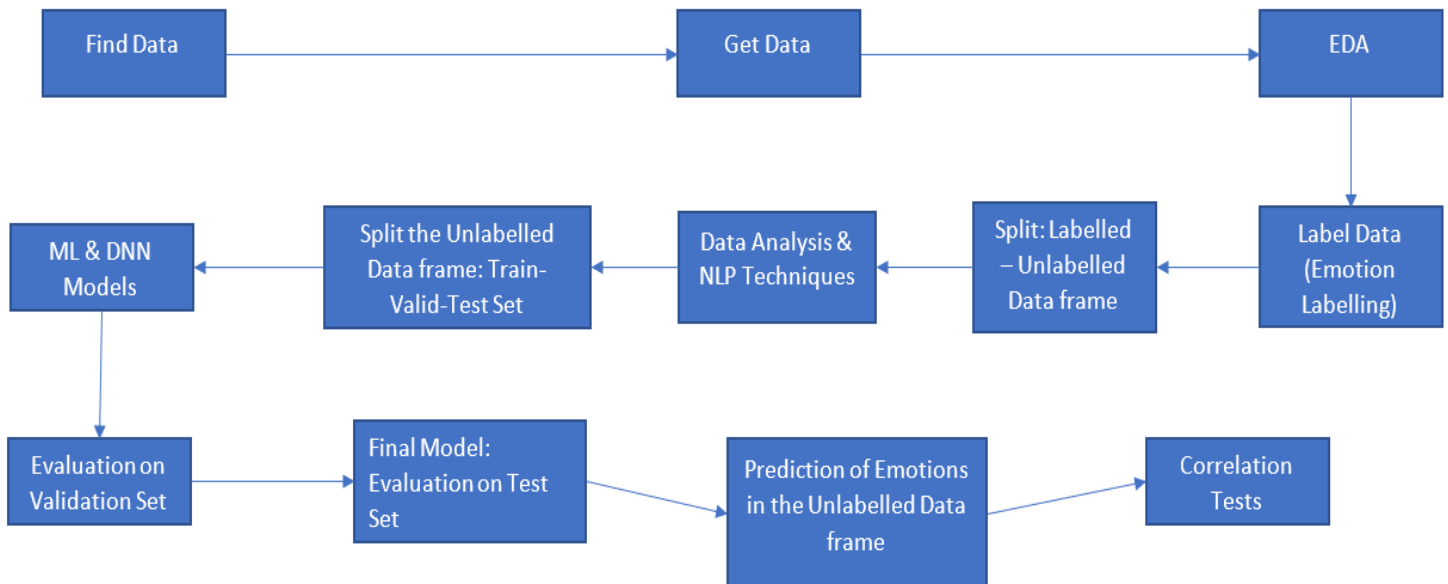 Find Data
Get Data
EDA
Label Data
(Emotion
Labelling)
Split: Labelled
– Unlabelled
Data frame
Data Analysis &
NLP Techniques
Split the Unlabelled
Data frame: Train-
Valid-Test Set
ML & DNN
Models
Evaluation on
Validation Set
Final Model:
Evaluation on Test
Set
Prediction of Emotions
in the Unlabelled Data
frame
Correlation
Tests